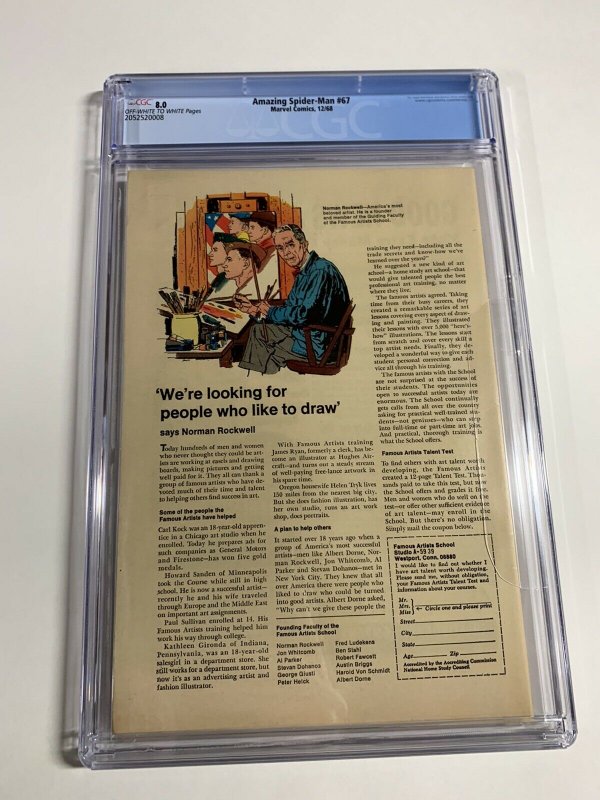 CGC 8.0
OFF-WHITE TO WHITE Pages
2052520008
Amazing Spider-Man #67
Marvel Comics, 12/68
CGC
Norman Rockwell—America's most
beloved artist. He is a founder
and member of the Guiding Faculty
of the Famous Artists School.
'We're looking for
people who like to draw'
says Norman Rockwell
Today hundreds of men and women
who never thought they could be art-
ists are working at easels and drawing
boards, making pictures and getting
well paid for it. They all can thank a
group of famous artists who have de-
voted much of their time and talent
to helping others find success in art.
Some of the people the
Famous Artists have helped
Carl Kock was an 18-year-old appren-
tice in a Chicago art studio when he
enrolled. Today he prepares ads for
such companies as General Motors
and Firestone—has won five gold
medals.
Howard Sanden of Minneapolis
took the Course while still in high
school. He is now a successful artist—
recently he and his wife traveled
through Europe and the Middle East
on important art assignments.
Paul Sullivan enrolled at 14. His
Famous Artists training helped him
work his way through college.
Kathleen Gironda of Indiana,
Pennsylvania, was an 18-year-old
salesgirl in a department store. She
still works for a department store, but
now it's as an advertising artist and
fashion illustrator.
With Famous Artists training
James Ryan, formerly a clerk, has be-
come an illustrator at Hughes Air-
craft—and turns out a steady stream
of well-paying free-lance artwork in
his spare time.
Oregon housewife Helen Tryk lives
150 miles from the nearest big city.
But she does fashion illustration, has
her own studio, runs an art work
shop, does portraits.
A plan to help others
It started over 18 years ago when a
group of America's most successful
artists—men like Albert Dorne, Nor-
man Rockwell, Jon Whitcomb, Al
Parker and Stevan Dohanos—met in
New York City. They knew that all
over America there were people who
liked to draw who could be turned
into good artists. Albert Dorne asked,
"Why can't we give these people the
Founding Faculty of the
Famous Artists School
Norman Rockwell
Jon Whitcomb
Al Parker
Stevan Dohanos
George Giusti
Peter Helck
Fred Ludekens
Ben Stahl
Robert Fawcett
Austin Briggs
Harold Von Schmidt
Albert Dorne
training they need—including all the
trade secrets and know-how we've
learned over the years?"
He suggested a new kind of art
school—a home study art school—that
would give talented people the best
professional art training, no matter
where they live.
The famous artists agreed. Taking
time from their busy careers, they
created a remarkable series of art
lessons covering every aspect of draw-
ing and painting. They illustrated
their lessons with over 5,000 "here's-
how" illustrations. The lessons start
from scratch and cover every skill a
top artist needs. Finally, they de-
veloped a wonderful way to give each
student personal correction and ad-
vice all through his training.
The famous artists with the School
are not surprised at the success of
their students. The opportunities
open to successful artists today are
enormous. The School continually
gets calls from all over the country
asking for practical well-trained stu-
dents—not geniuses—who can step
into full-time or part-time art jobs.
And practical, thorough training is
what the School offers.
Famous Artists Talent Test
To find others with art talent worth
developing, the Famous Artists
created a 12-page Talent Test. Thou-
sands paid to take this test, but now
the School offers and grades it free.
Men and women who do well on the
test—or offer other sufficient evidence
of art talent—may enroll in the
School. But there's no obligation.
Simply mail the coupon below.
Famous Artists School
Studio A-5939
Westport, Conn. 06880
I would like to find out whether I
have art talent worth developing.
Please send me, without obligation,
your Famous Artists Talent Test and
information about your courses.
Mr.
Mrs.
Miss
Circle one and please print
Street
City
State
Age Zip
Accredited by the Accrediting Commission
National Home Study Council